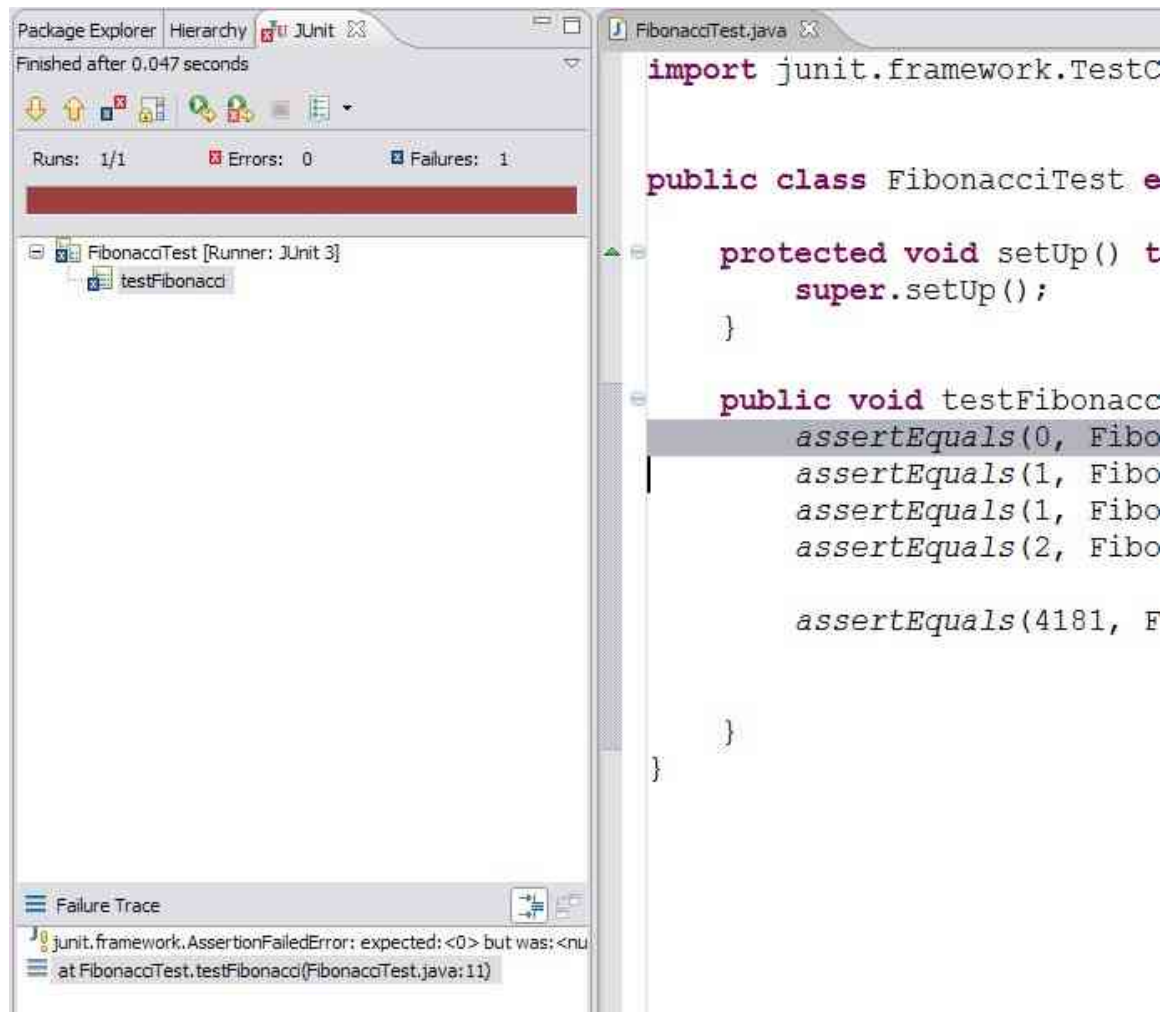 Package Explorer Hierarchy JUnit
Finished after 0.047 seconds
Runs: 1/1 Errors: 0 Failures: 1
FibonacciTest [Runner: JUnit 3]
testFibonacci
Failure Trace
junit.framework.AssertionFailedError: expected:<0> but was:<nu
at FibonacciTest.testFibonacci(FibonacciTest.java:11)
FibonacciTest.java
import junit.framework.TestC
public class FibonacciTest e
protected void setUp() t
super.setUp();
}
public void testFibonacc
assertEquals(0, Fibo
assertEquals(1, Fibo
assertEquals(1, Fibo
assertEquals(2, Fibo
assertEquals(4181, F
}
}